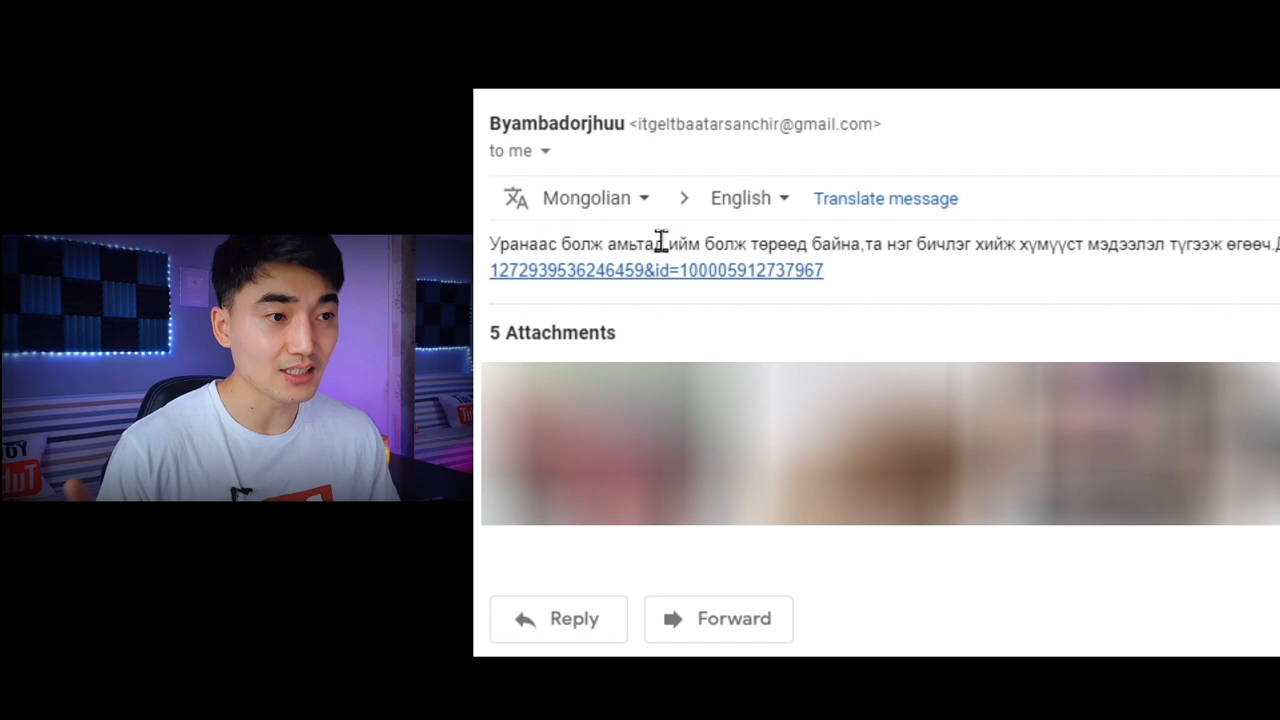 Byambadorjhuu <itgeltbaatarsanchir@gmail.com>
to me
Mongolian > English Translate message
Уранаас болж амьтад ийм болж төрөөд байна,та нэг бичлэг хийж хүмүүст мэдээлэл түгээж өгөөч.
1272939536246459&id=100005912737967
5 Attachments
Reply Forward